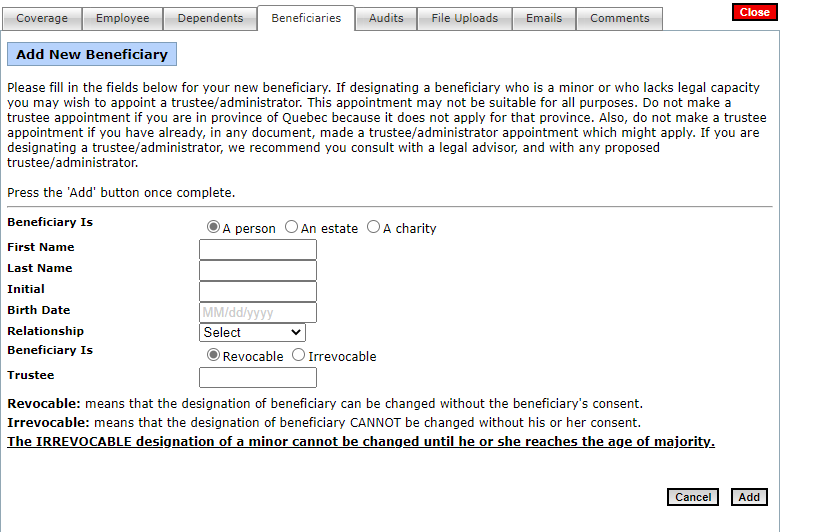 Coverage Employee Dependents Beneficiaries Audits File Uploads Emails Comments Close
Add New Beneficiary
Please fill in the fields below for your new beneficiary. If designating a beneficiary who is a minor or who lacks legal capacity
you may wish to appoint a trustee/administrator. This appointment may not be suitable for all purposes. Do not make a
trustee appointment if you are in province of Quebec because it does not apply for that province. Also, do not make a trustee
appointment if you have already, in any document, made a trustee/administrator appointment which might apply. If you are
designating a trustee/administrator, we recommend you consult with a legal advisor, and with any proposed
trustee/administrator.
Press the 'Add' button once complete.
Beneficiary Is A person An estate A charity
First Name
Last Name
Initial
Birth Date MM/dd/yyyy
Relationship Select
Beneficiary Is Revocable Irrevocable
Trustee
Revocable: means that the designation of beneficiary can be changed without the beneficiary's consent.
Irrevocable: means that the designation of beneficiary CANNOT be changed without his or her consent.
The IRREVOCABLE designation of a minor cannot be changed until he or she reaches the age of majority.
Cancel Add